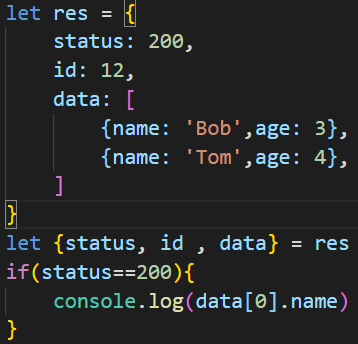 let res = {
    status: 200,
    id: 12,
    data: [
        {name: 'Bob',age: 3},
        {name: 'Tom',age: 4},
    ]
}
let {status, id , data} = res
if(status==200){
    console.log(data[0].name)
}